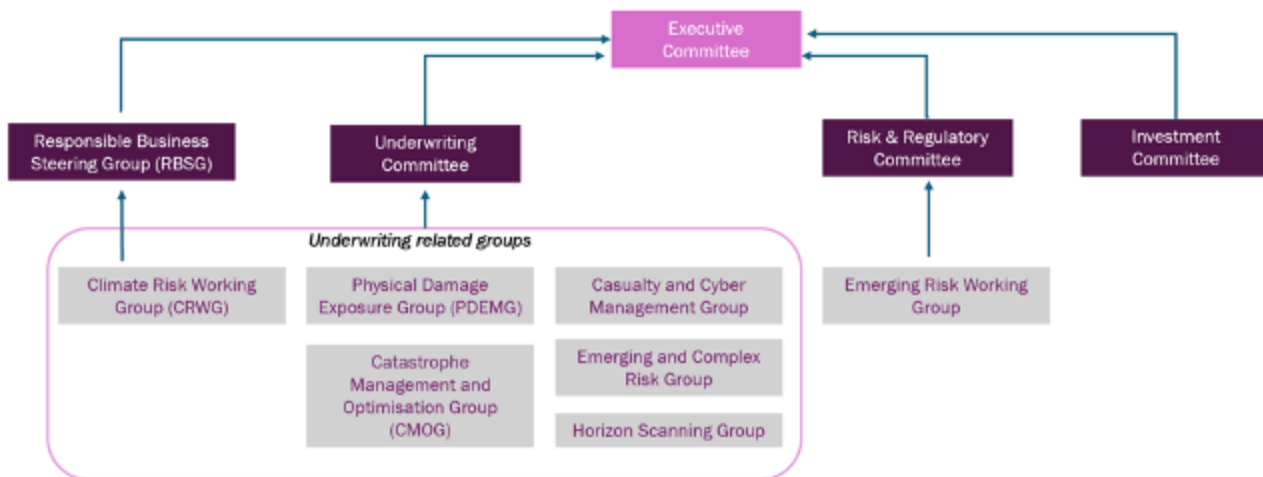 Executive
Committee
Responsible Business
Steering Group (RBSG)
Underwriting
Committee
Risk & Regulatory
Committee
Investment
Committee
Underwriting related groups
Climate Risk Working
Group (CRWG)
Physical Damage
Exposure Group (PDEMG)
Casualty and Cyber
Management Group
Emerging Risk Working
Group
Catastrophe
Management and
Optimisation Group
(CMOG)
Emerging and Complex
Risk Group
Horizon Scanning Group